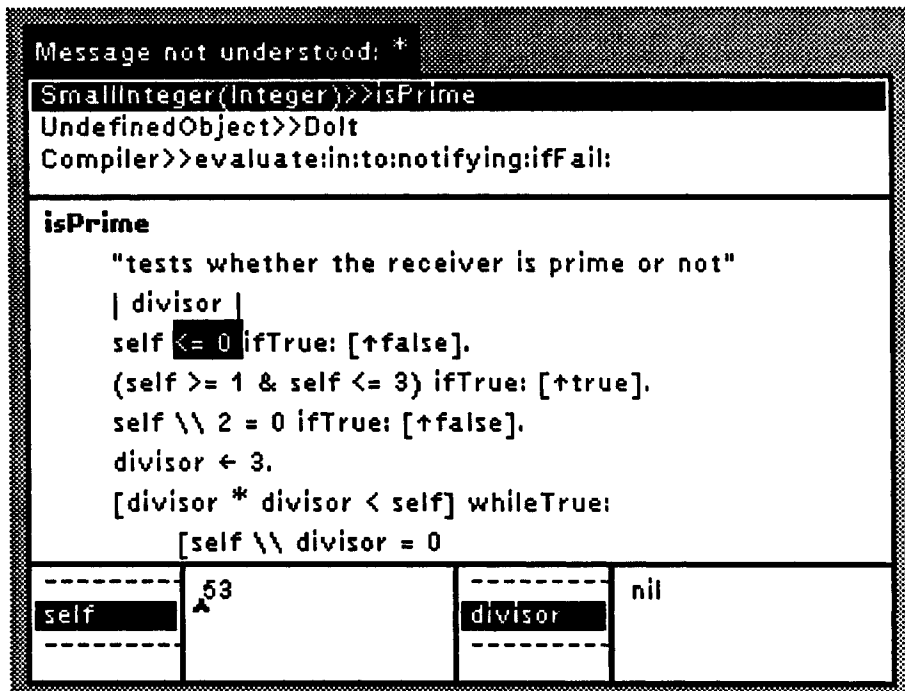 Message not understood: *
SmallInteger(Integer)>>isPrime
UndefinedObject>>DoIt
Compiler>>evaluate:in:to:notifying:ifFail:
isPrime
"tests whether the receiver is prime or not"
| divisor |
self <= 0 ifTrue: [↑false].
(self >= 1 & self <= 3) ifTrue: [↑true].
self \\ 2 = 0 ifTrue: [↑false].
divisor ← 3.
[divisor * divisor < self] whileTrue:
[self \\ divisor = 0
self
53
divisor
nil